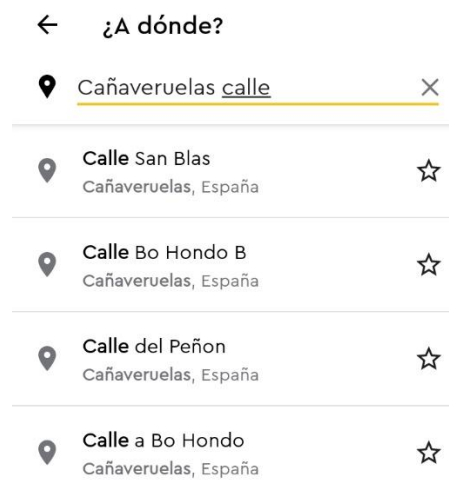 ¿A dónde?
Cañaveruelas calle
Calle San Blas
Cañaveruelas, España
Calle Bo Hondo B
Cañaveruelas, España
Calle del Peñon
Cañaveruelas, España
Calle a Bo Hondo
Cañaveruelas, España